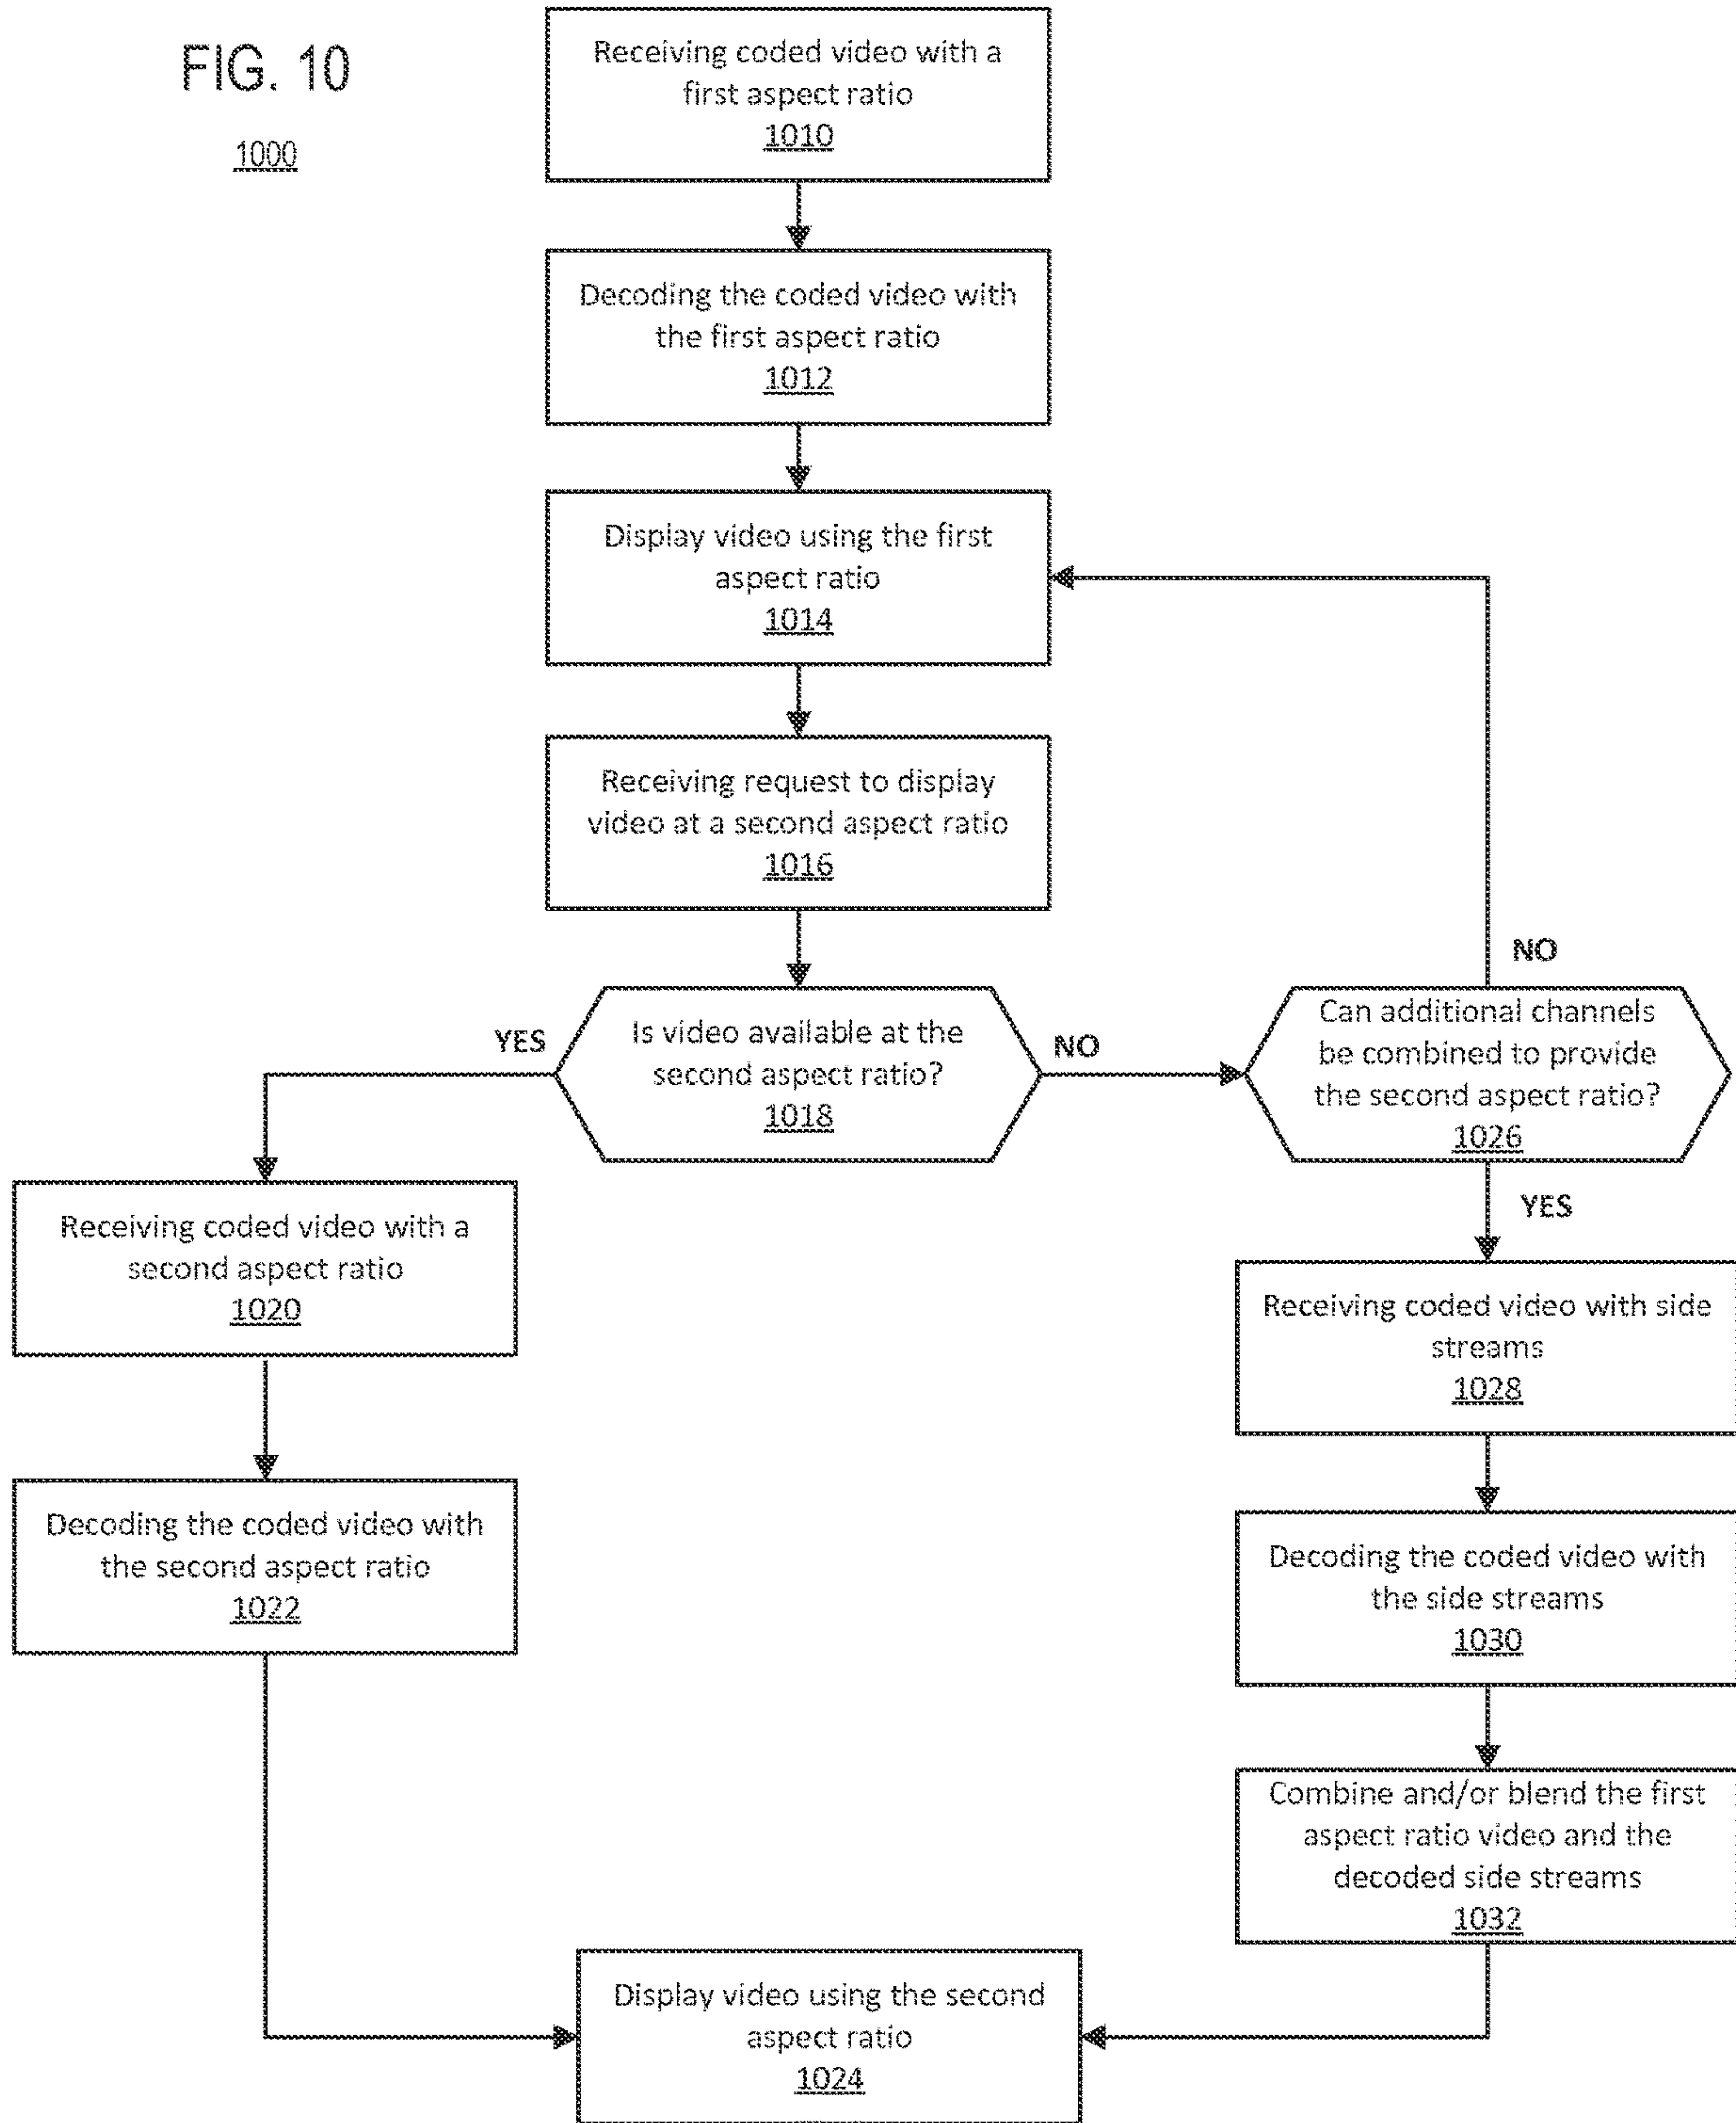 FIG. 10
1000
Receiving coded video with a
first aspect ratio
1010
Decoding the coded video with
the first aspect ratio
1012
Display video using the first
aspect ratio
1014
Receiving request to display
video at a second aspect ratio
1016
Is video available at the
second aspect ratio?
1018
YES
NO
Can additional channels
be combined to provide
the second aspect ratio?
1026
NO
YES
Receiving coded video with a
second aspect ratio
1020
Decoding the coded video with
the second aspect ratio
1022
Receiving coded video with side
streams
1028
Decoding the coded video with
the side streams
1030
Combine and/or blend the first
aspect ratio video and the
decoded side streams
1032
Display video using the second
aspect ratio
1024